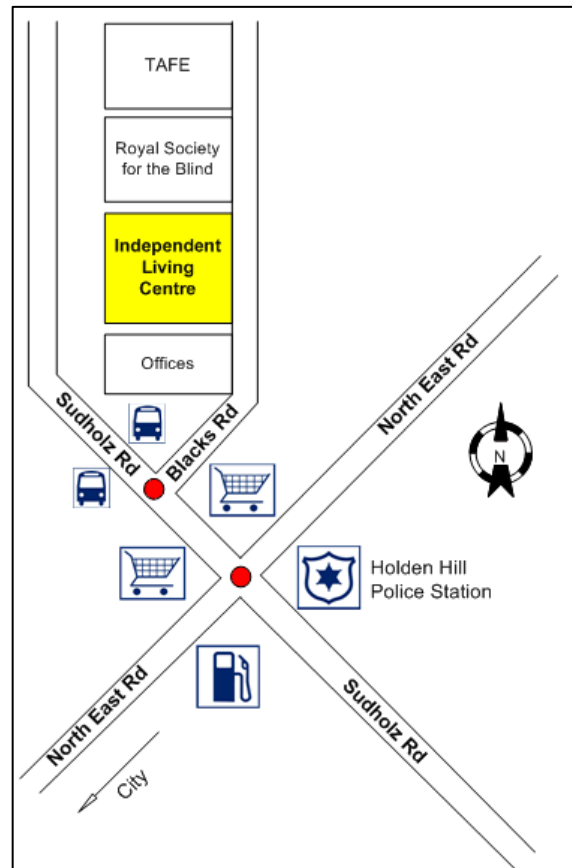 TAFE
Royal Society
for the Blind
Independent
Living
Centre
Offices
Sudholz Rd
Blacks Rd
North East Rd
N
Holden Hill
Police Station
North East Rd
Sudholz Rd
City